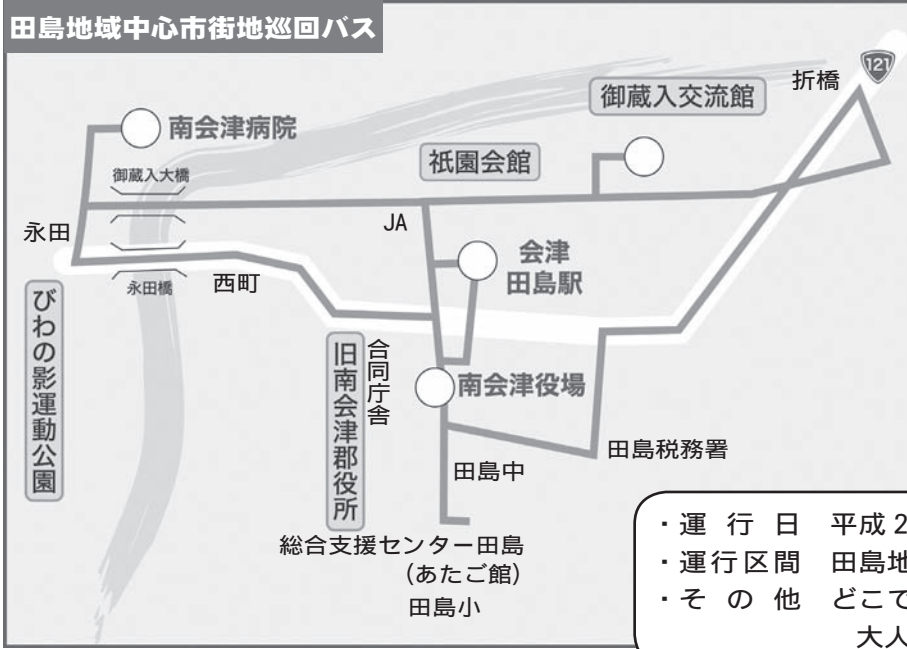 田島地域中心市街地巡回バス
121
折橋
御蔵入交流館
南会津病院
祇園会館
御蔵入大橋
JA
永田
会津
田島駅
永田橋
西町
びわの影運動公園
旧南会津郡役所
合同庁舎
南会津役場
田島中
田島税務署
総合支援センター田島
(あたご館)
田島小
・運行日 平成2
・運行区間 田島地
・その他 どこで
大人